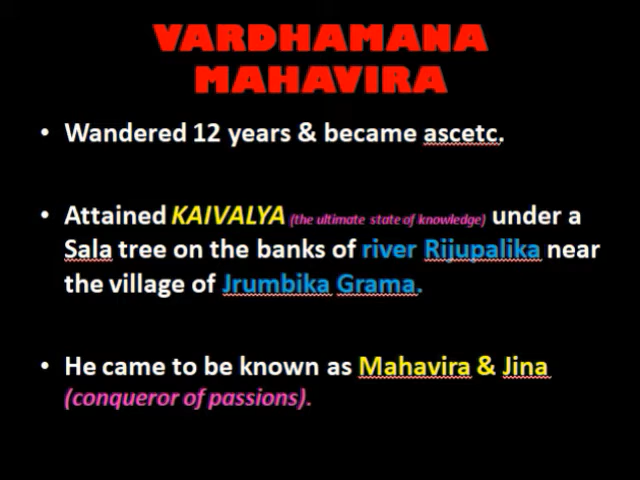 VARDHAMANA
MAHAVIRA
• Wandered 12 years & became ascetc.
• Attained KAIVALYA (the ultimate state of knowledge) under a
Sala tree on the banks of river Rijupalika near
the village of Jrumbika Grama.
• He came to be known as Mahavira & Jina
(conqueror of passions).